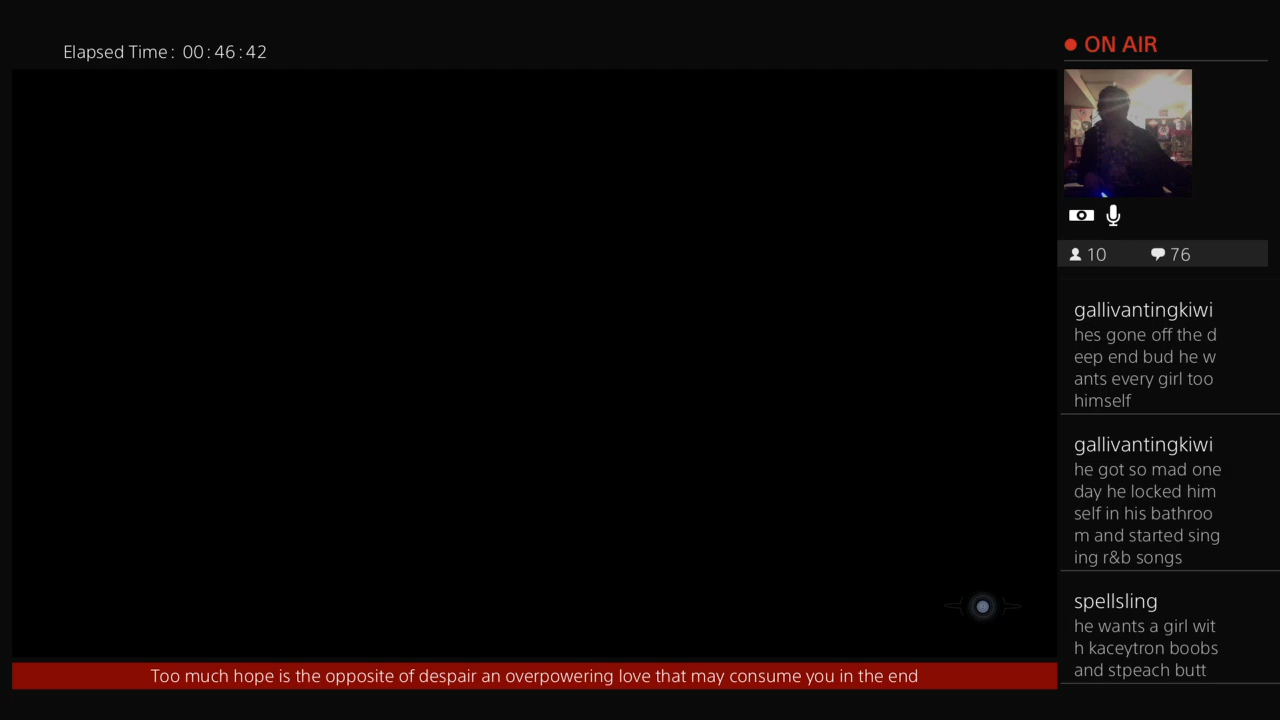 Elapsed Time: 00:46:42
ON AIR
10 76
gallivantingkiwi
hes gone off the d
eep end bud he w
ants every girl too
himself
gallivantingkiwi
he got so mad one
day he locked him
self in his bathroo
m and started sing
ing r&b songs
spellsling
he wants a girl wit
h kaceytron boobs
and stpeach butt
Too much hope is the opposite of despair an overpowering love that may consume you in the end